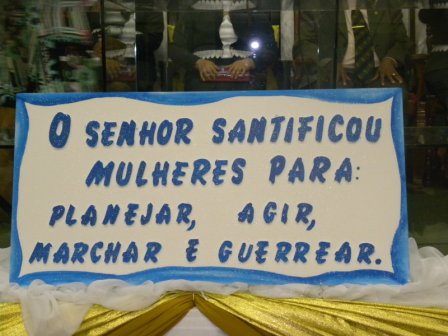 O SENHOR SANTIFICOU
MULHERES PARA:
PLANEJAR, AGIR,
MARCHAR E GUERREAR.